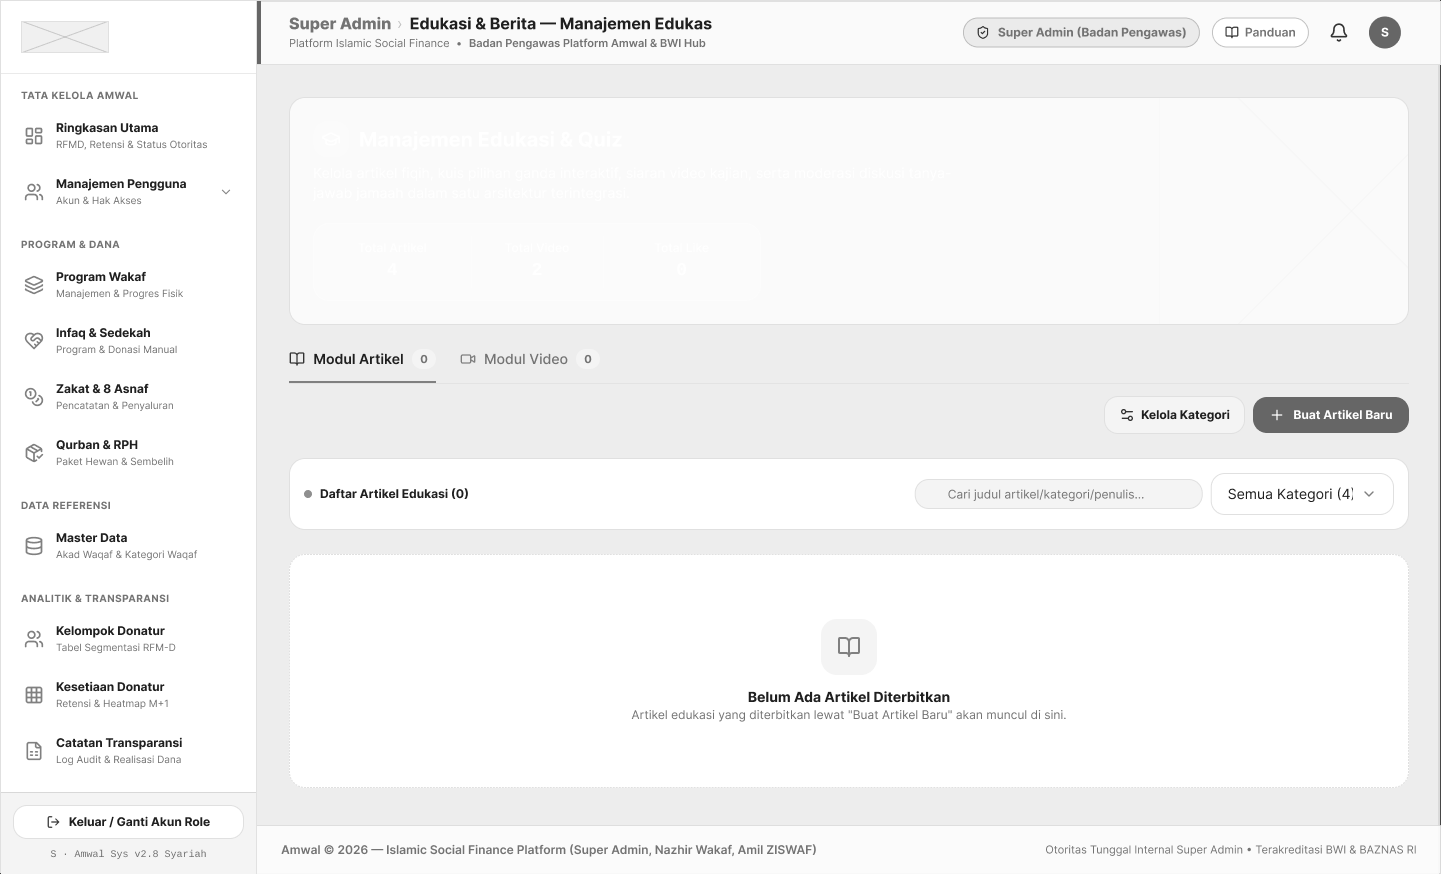 Super Admin › Edukasi & Berita — Manajemen Edukas
Platform Islamic Social Finance • Badan Pengawas Platform Amwal & BWI Hub
Super Admin (Badan Pengawas)
Panduan
S
TATA KELOLA AMWAL
Ringkasan Utama
RFMD, Retensi & Status Otoritas
Manajemen Pengguna
Akun & Hak Akses
PROGRAM & DANA
Program Wakaf
Manajemen & Progres Fisik
Infaq & Sedekah
Program & Donasi Manual
Zakat & 8 Asnaf
Pencatatan & Penyaluran
Qurban & RPH
Paket Hewan & Sembelih
DATA REFERENSI
Master Data
Akad Waqaf & Kategori Waqaf
ANALITIK & TRANSPARANSI
Kelompok Donatur
Tabel Segmentasi RFM-D
Kesetiaan Donatur
Retensi & Heatmap M+1
Catatan Transparansi
Log Audit & Realisasi Dana
Keluar / Ganti Akun Role
S · Amwal Sys v2.8 Syariah
Manajemen Edukasi & Quiz
Modul Artikel 0
Modul Video 0
Kelola Kategori
Buat Artikel Baru
Daftar Artikel Edukasi (0)
Cari judul artikel/kategori/penulis...
Semua Kategori (4)
Belum Ada Artikel Diterbitkan
Artikel edukasi yang diterbitkan lewat "Buat Artikel Baru" akan muncul di sini.
Amwal © 2026 — Islamic Social Finance Platform (Super Admin, Nazhir Wakaf, Amil ZISWAF)
Otoritas Tunggal Internal Super Admin • Terakreditasi BWI & BAZNAS RI